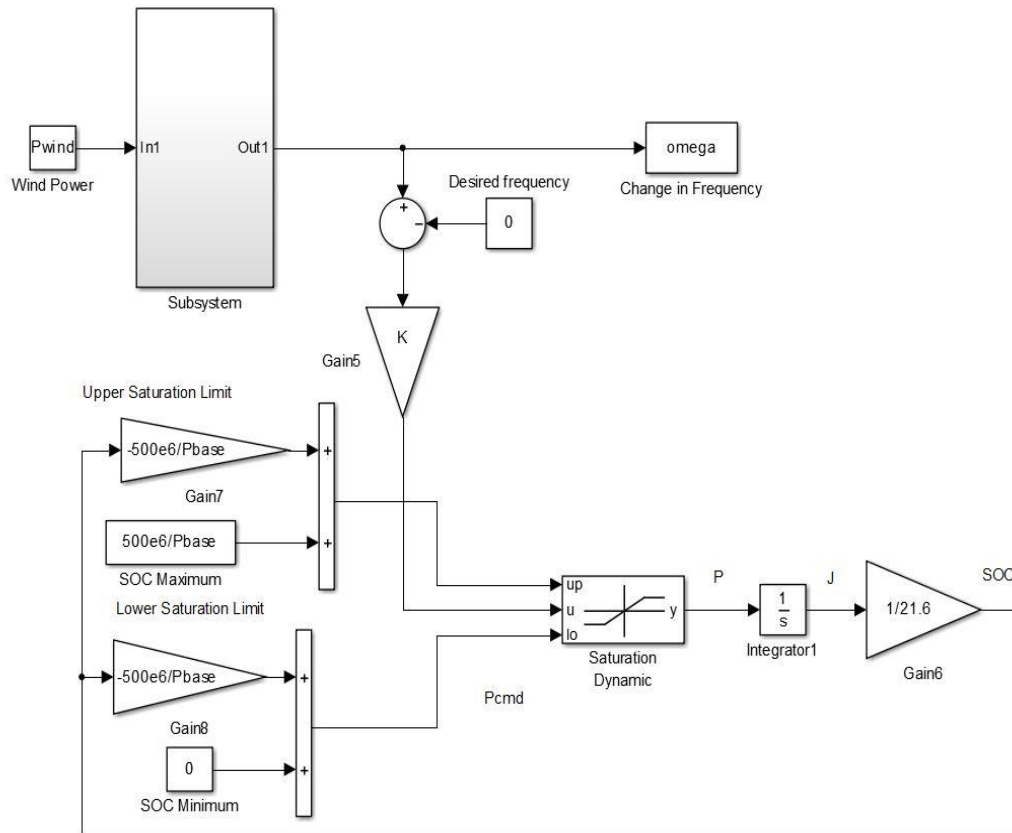 Pwind
Wind Power
In1
Out1
Subsystem
omega
Change in Frequency
Desired frequency
+
−
0
K
Gain5
Upper Saturation Limit
-500e6/Pbase
Gain7
+
500e6/Pbase
+
SOC Maximum
Lower Saturation Limit
-500e6/Pbase
+
Gain8
0
+
SOC Minimum
up
u
lo
y
Saturation
Dynamic
Pcmd
P
1
s
Integrator1
J
1/21.6
Gain6
SOC